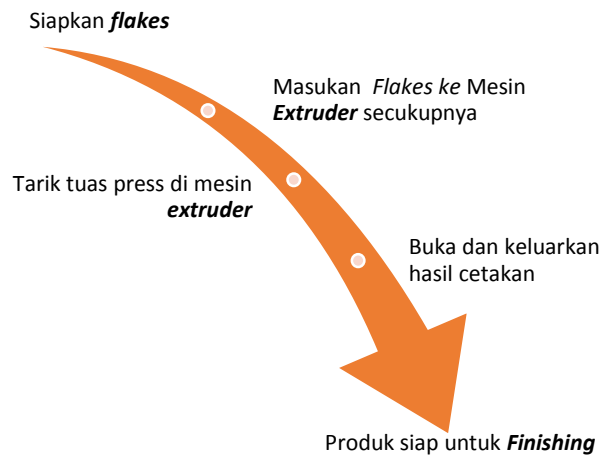 Siapkan flakes
Masukan Flakes ke Mesin
Extruder secukupnya
Tarik tuas press di mesin
extruder
Buka dan keluarkan
hasil cetakan
Produk siap untuk Finishing